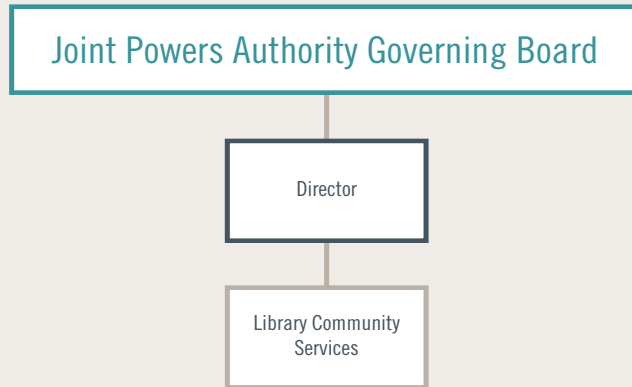 Joint Powers Authority Governing Board
Director
Library Community
Services